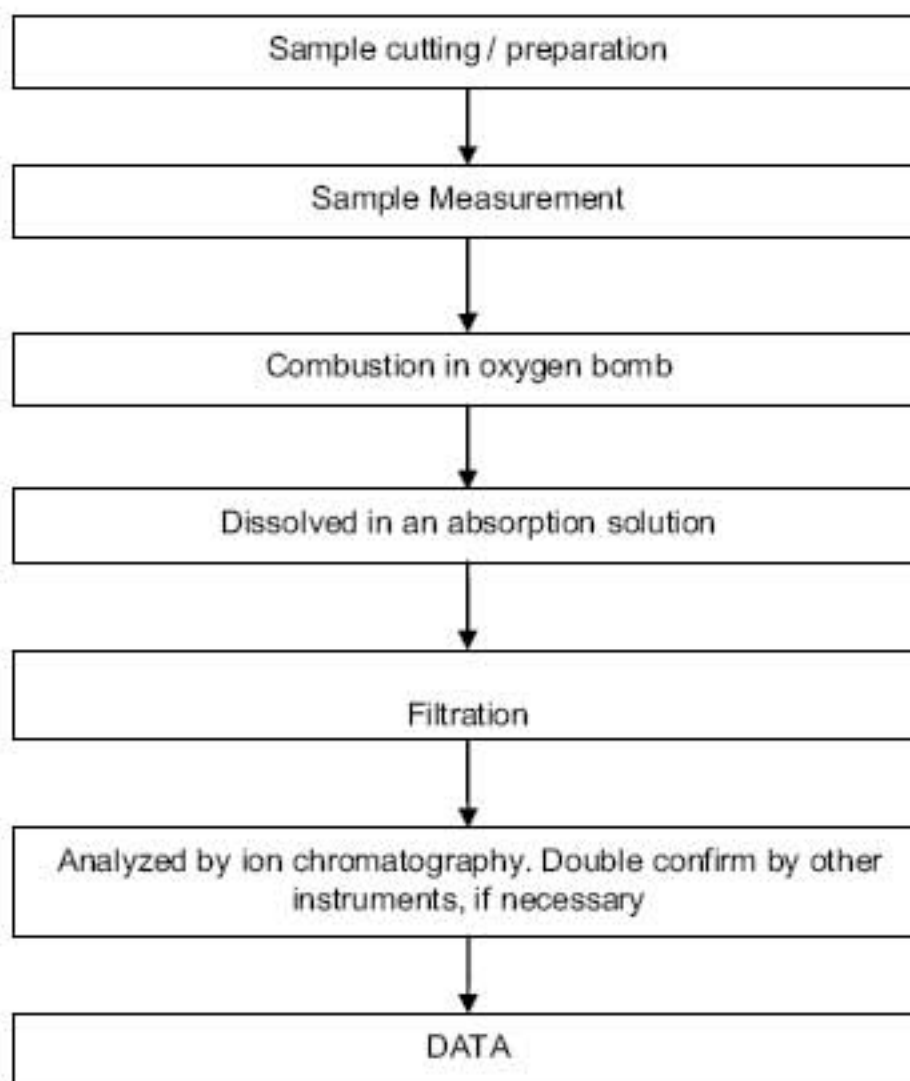 Sample cutting / preparation
Sample Measurement
Combustion in oxygen bomb
Dissolved in an absorption solution
Filtration
Analyzed by ion chromatography. Double confirm by other
instruments, if necessary
DATA